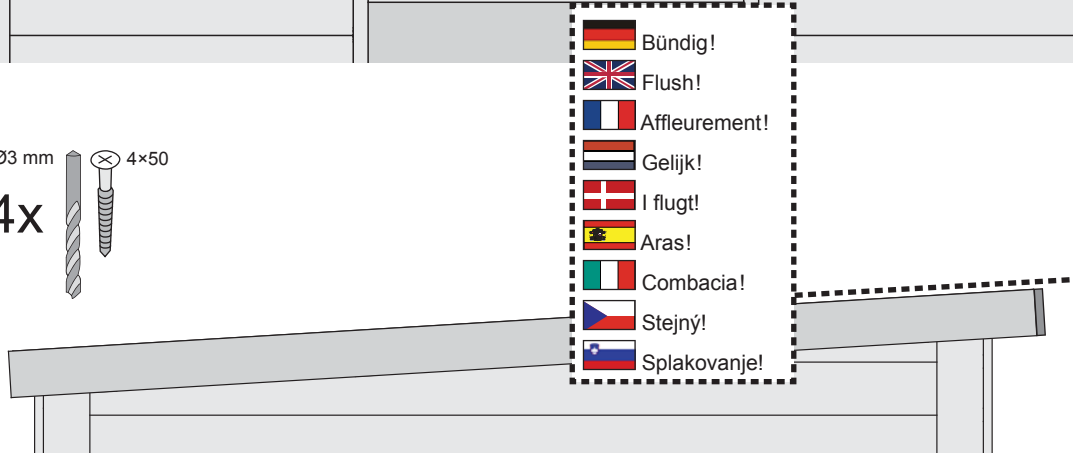 Bündig!
Flush!
Affleurement!
Gelijk!
I flugt!
Aras!
Combacia!
Stejný!
Splakovanje!
Ø3 mm
4×50
4x